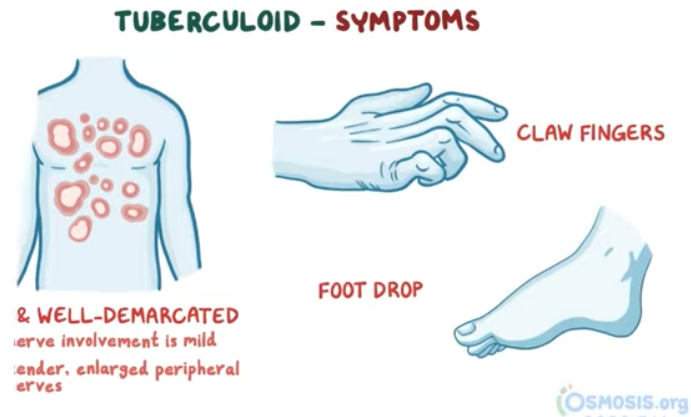 TUBERCULOID – SYMPTOMS
CLAW FINGERS
FOOT DROP
& WELL-DEMARCATED
erve involvement is mild
ender, enlarged peripheral
erves
OSMOSIS.org